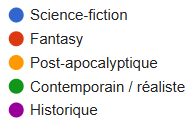 Science-fiction
Fantasy
Post-apocalyptique
Contemporain / réaliste
Historique